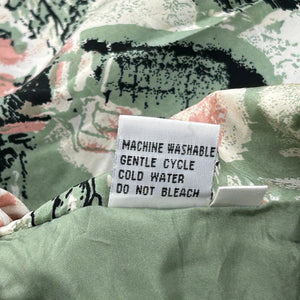 MACHINE WASHABLE
GENTLE CYCLE
COLD WATER
DO NOT BLEACH